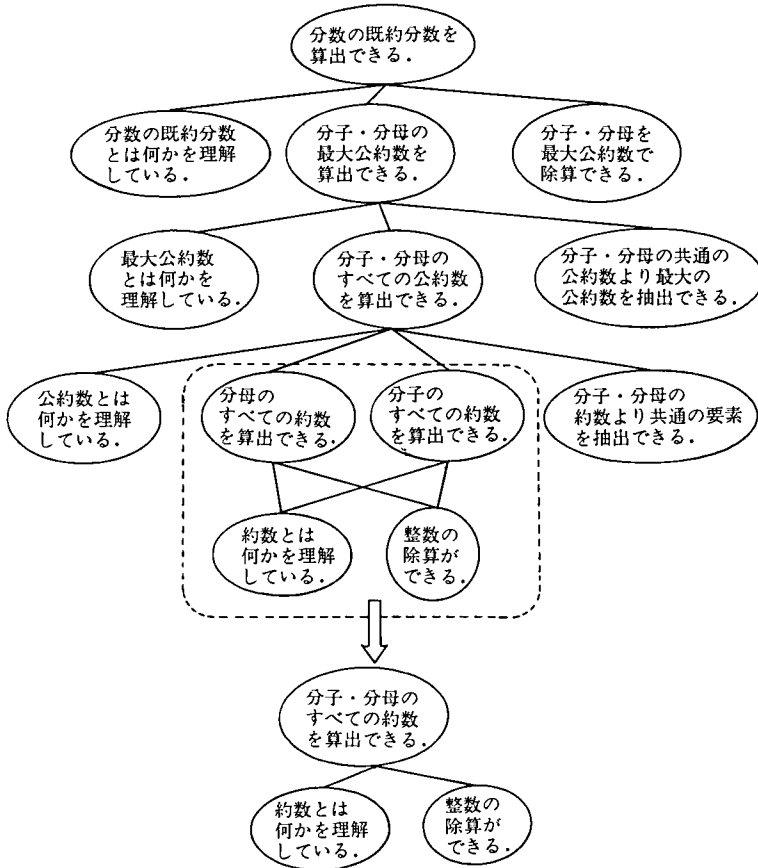 分数の既約分数を
算出できる．
分数の既約分数
とは何かを理解
している．
分子・分母の
最大公約数を
算出できる．
分子・分母を
最大公約数で
除算できる．
最大公約数
とは何かを
理解している．
分子・分母の
すべての公約数
を算出できる．
分子・分母の共通の
公約数より最大の
公約数を抽出できる．
公約数とは
何かを理解
している．
分母の
すべての約数
を算出できる．
分子の
すべての約数
を算出できる．
分子・分母の
約数より共通の要素
を抽出できる．
約数とは
何かを理解
している．
整数の
除算が
できる．
分子・分母の
すべての約数
を算出できる．
約数とは
何かを理解
している．
整数の
除算が
できる．